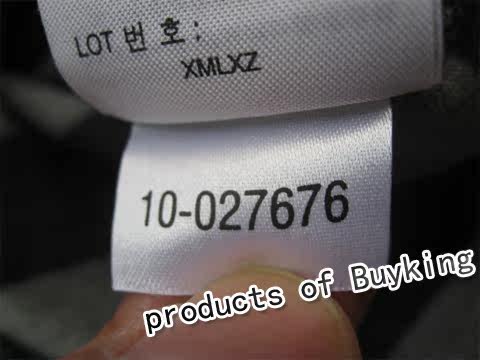 LOT 번 호 :
XMLXZ
10-027676
products of Buyking